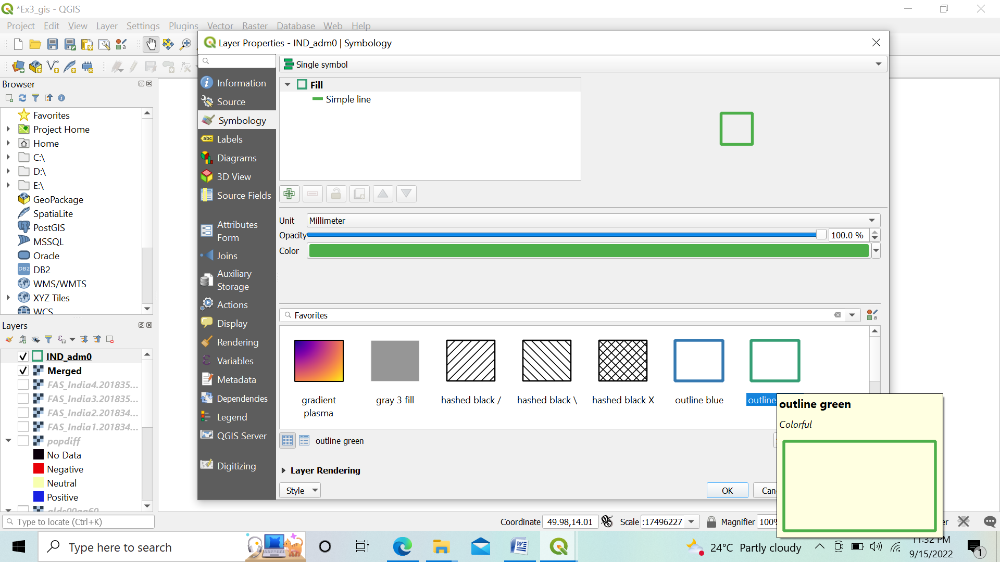 *Ex3_gis - QGIS
Project Edit View Layer Settings Plugins Vector Raster Database Web Help
Layer Properties - IND_adm0 | Symbology
Browser
Favorites
Project Home
Home
C:\
D:\
E:\
GeoPackage
SpatiaLite
PostGIS
MSSQL
Oracle
DB2
DB2
WMS/WMTS
XYZ Tiles
WCS
Layers
IND_adm0
Merged
FAS_India4.201835...
FAS_India3.201835...
FAS_India2.201834...
FAS_India1.201834...
popdiff
No Data
Negative
Neutral
Positive
Type to locate (Ctrl+K)
Information
Source
Symbology
abc
Labels
Diagrams
3D View
Source Fields
Attributes
Form
Joins
Auxiliary
Storage
Actions
Display
Rendering
Variables
Metadata
Dependencies
Legend
QGIS Server
Digitizing
Single symbol
Fill
Simple line
Unit Millimeter
Opacity 100.0 %
Color
Favorites
gradient
plasma
gray 3 fill
hashed black /
hashed black \
hashed black X
outline blue
outline
outline green
Colorful
outline green
Layer Rendering
Style
OK
Can
Coordinate 49.98,14.01
Scale :17496227
Magnifier 100%
er
Type here to search
24°C Partly cloudy
11:32 PM
9/15/2022
1